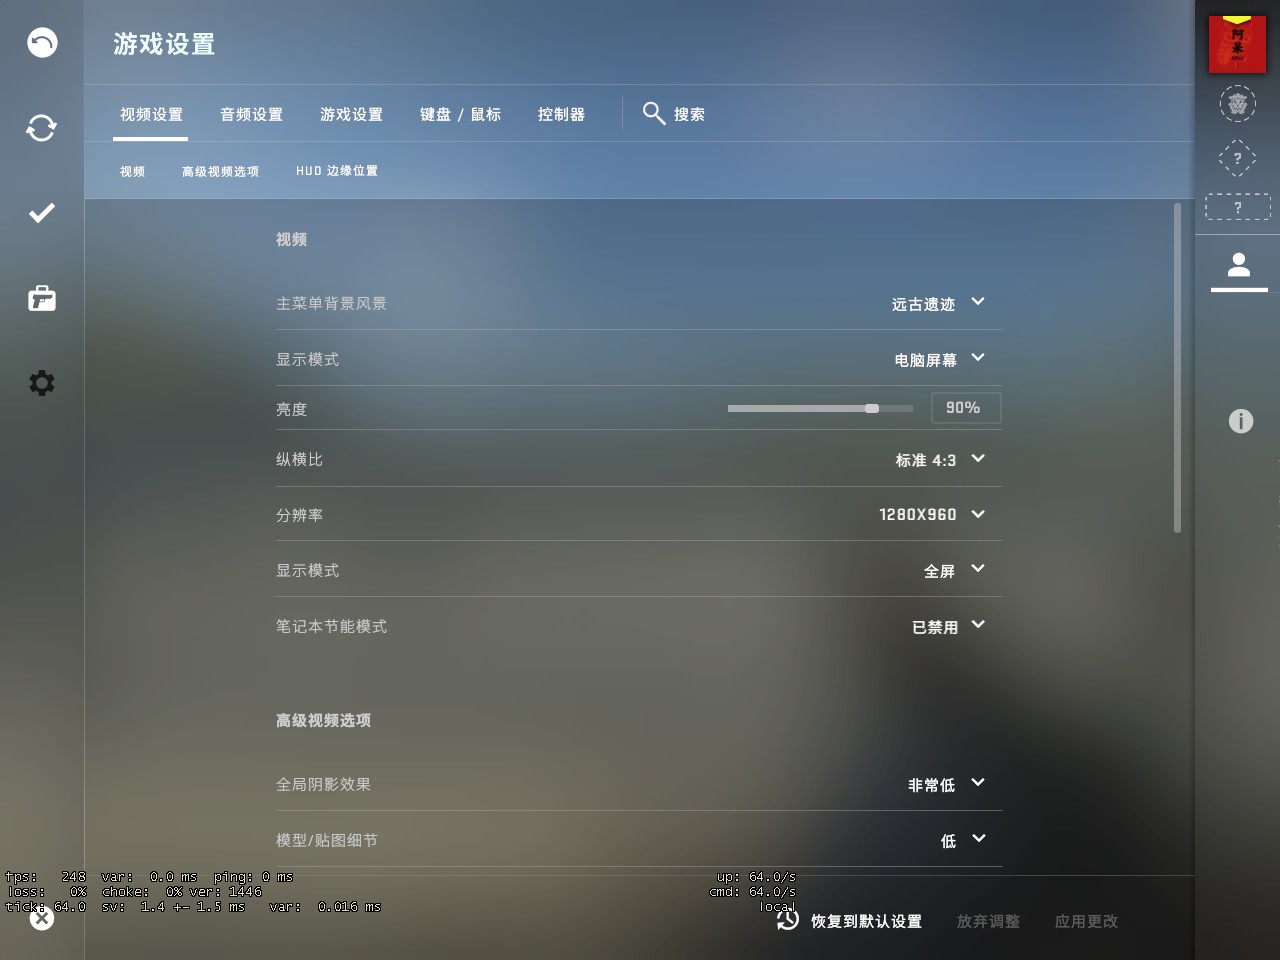 游戏设置
视频设置 音频设置 游戏设置 键盘 / 鼠标 控制器 搜索
视频 高级视频选项 HUD 边缘位置
阿呆
?
?
视频
主菜单背景风景 远古遗迹
显示模式 电脑屏幕
亮度 90%
纵横比 标准 4:3
分辨率 1280X960
显示模式 全屏
笔记本节能模式 已禁用
高级视频选项
全局阴影效果 非常低
模型/贴图细节 低
fps: 248 var: 0.0 ms ping: 0 ms up: 64.0/s
loss: 0% choke: 0% ver: 1446 cmd: 64.0/s
tick: 64.0 sv: 1.4 +- 1.5 ms var: 0.016 ms local
恢复到默认设置 放弃调整 应用更改